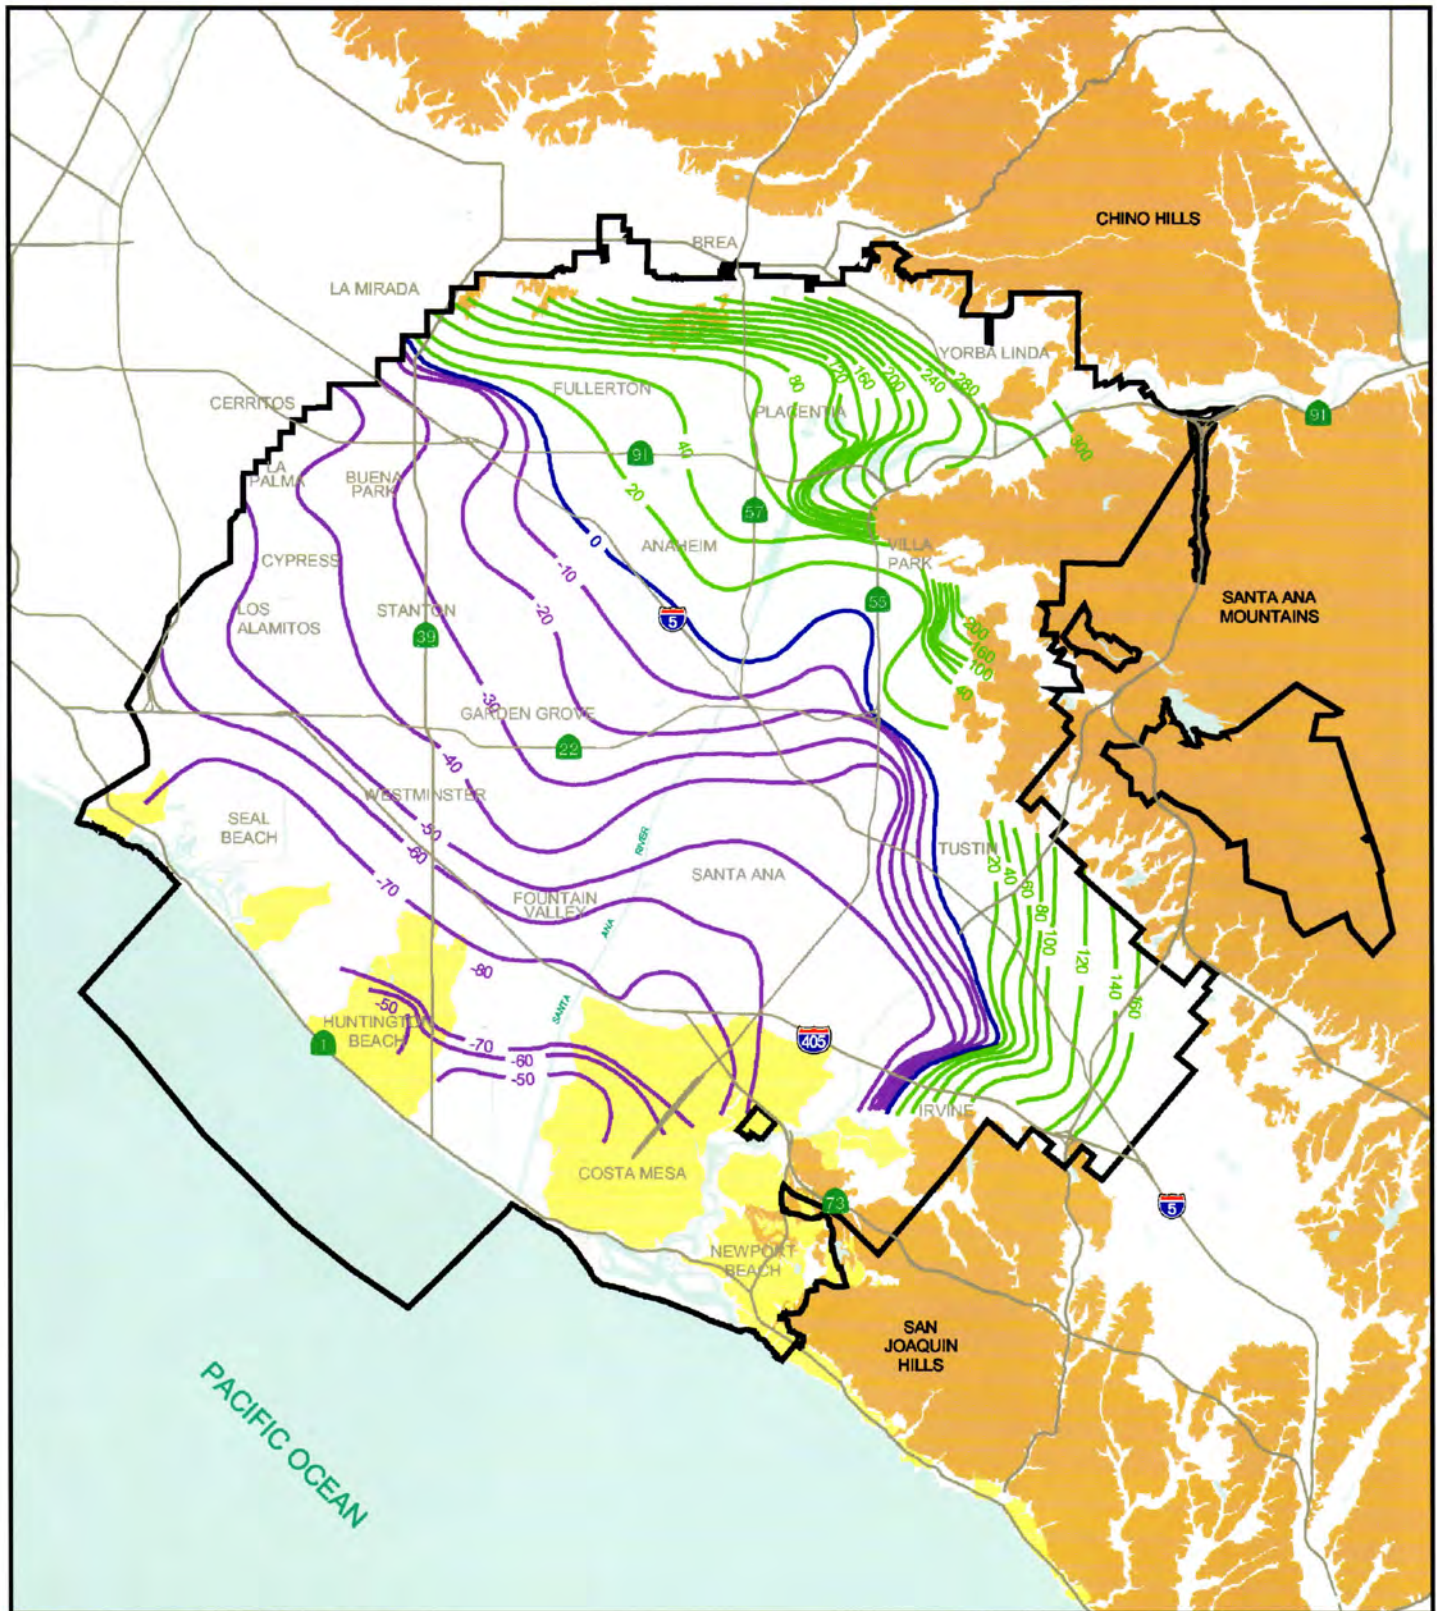 CHINO HILLS
BREA
LA MIRADA
YORBA LINDA
280
240
200
160
120
80
FULLERTON
PLACENTIA
CERRITOS
91
300
40
91
LA
PALMA
BUENA
PARK
20
57
0
ANAHEIM
VILLA
PARK
CYPRESS
-10
55
SANTA ANA
MOUNTAINS
LOS
ALAMITOS
STANTON
39
-20
5
200
160
100
40
-30
GARDEN GROVE
22
-40
WESTMINSTER
SEAL
BEACH
-50
-60
RIVER
TUSTIN
-70
SANTA ANA
20
40
60
80
100
120
140
160
FOUNTAIN
VALLEY
ANA
-80
SANTA
-50
HUNTINGTON
BEACH
1
-70
-60
-50
405
IRVINE
COSTA MESA
73
5
NEWPORT
BEACH
SAN
JOAQUIN
HILLS
PACIFIC OCEAN